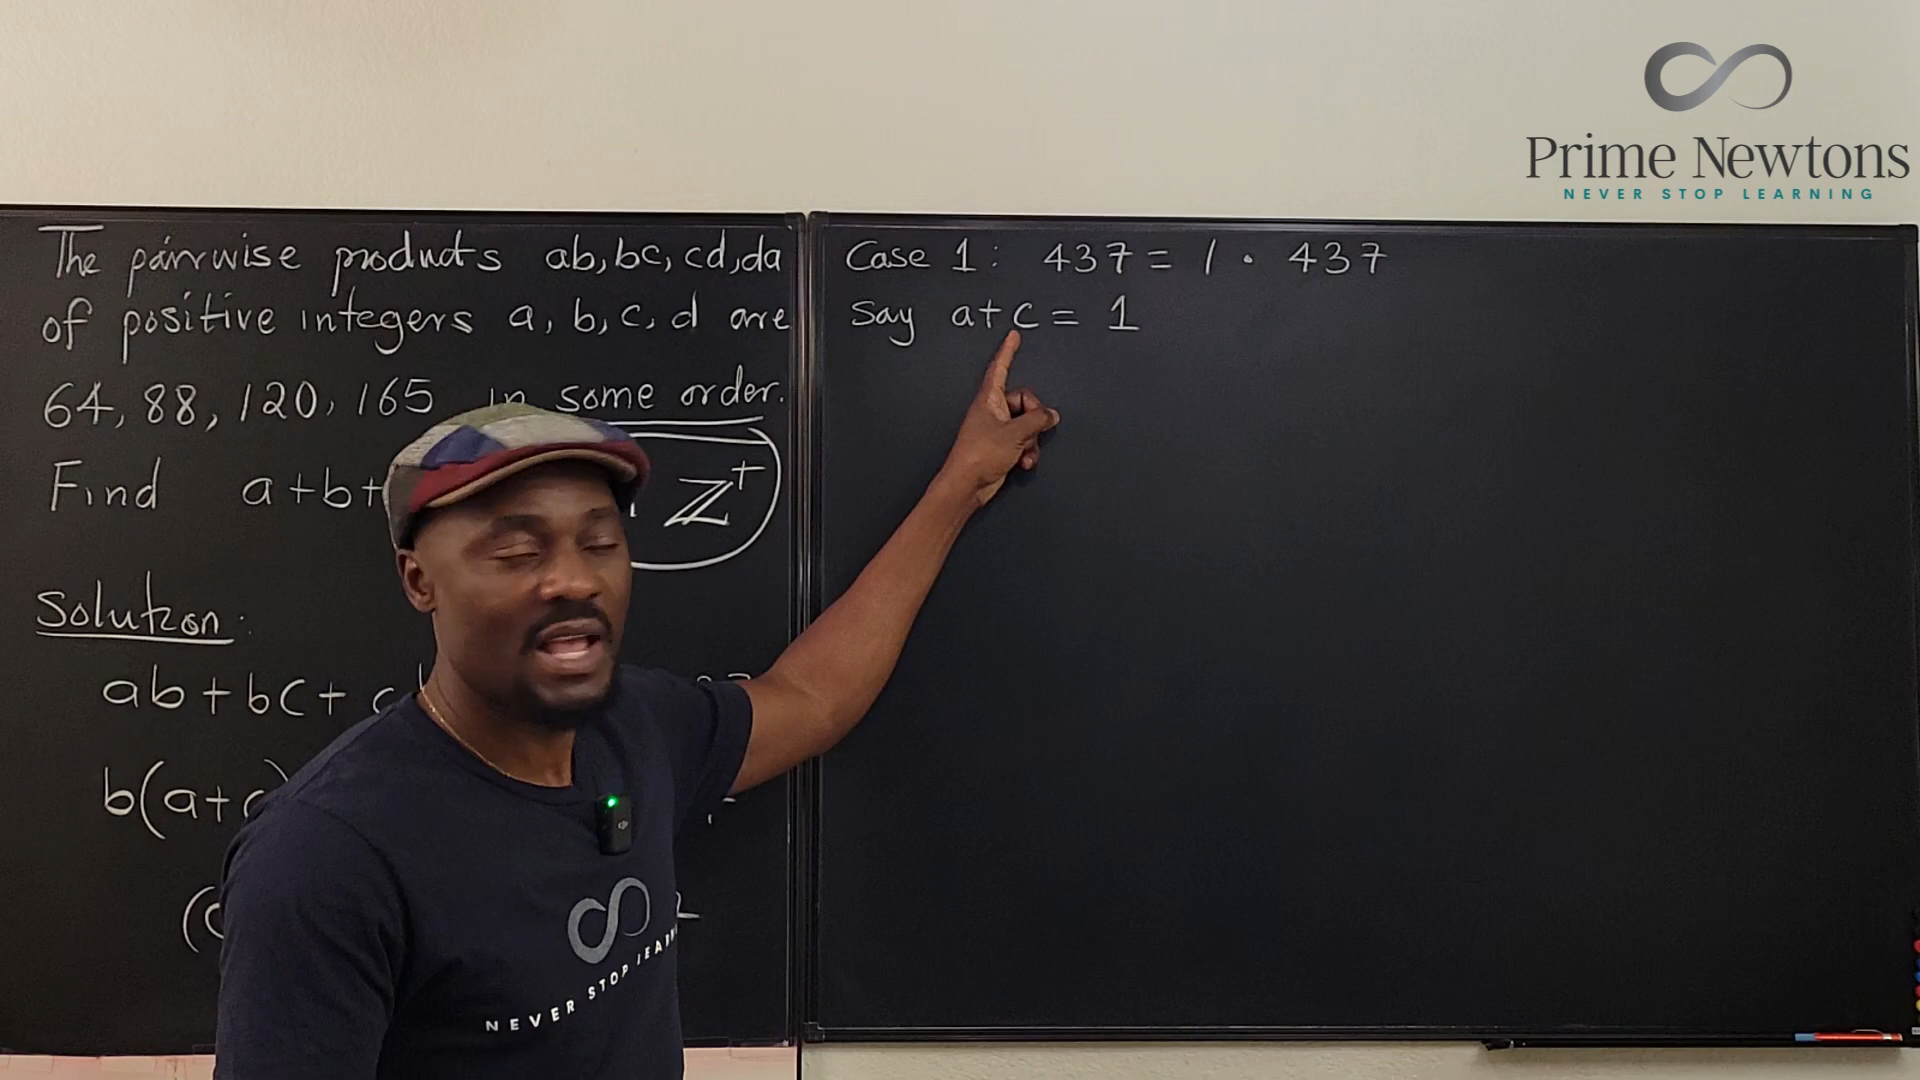 Prime Newtons
NEVER STOP LEARNING
The pairwise products ab, bc, cd, da
of positive integers a, b, c, d are
64, 88, 120, 165 in some order.
Find a+b+ Z⁺
Solution:
ab + bc + c
b(a+c)
Case 1: 437 = 1 · 437
Say a+c = 1
NEVER STOP LEARN